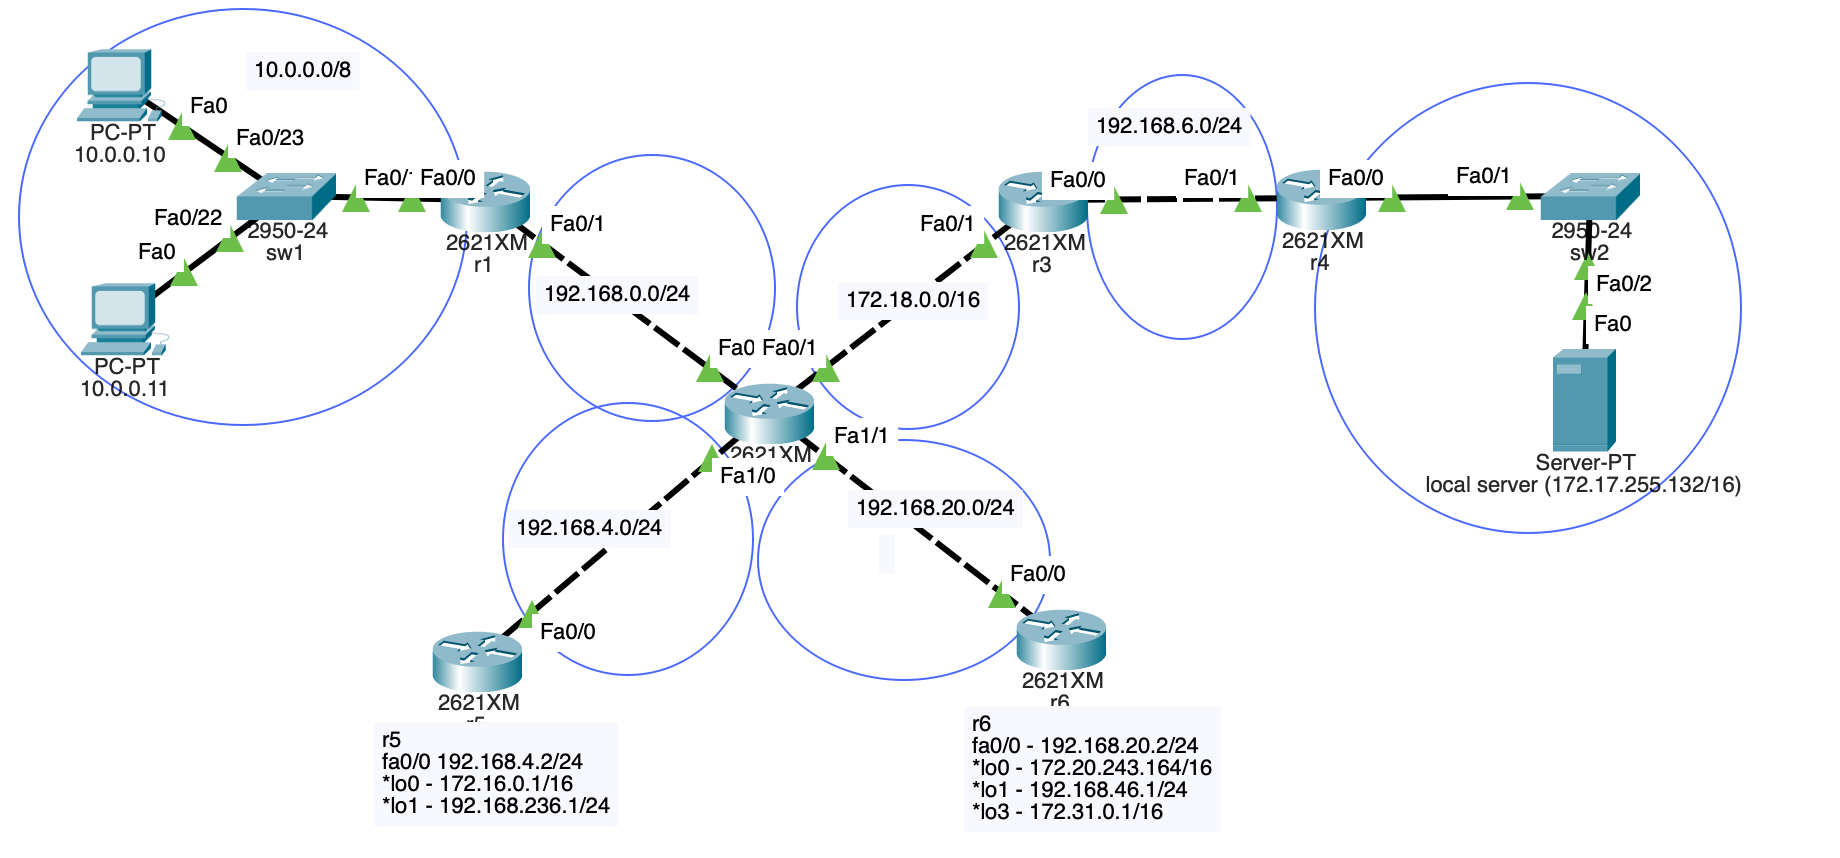 10.0.0.0/8
PC-PT
10.0.0.10
Fa0
Fa0/23
Fa0/22
Fa0
PC-PT
10.0.0.11
2950-24
sw1
Fa0/
Fa0/0
2621XM
r1
Fa0/1
192.168.0.0/24
Fa0
Fa0/1
2621XM
Fa1/0
Fa1/1
172.18.0.0/16
Fa0/1
Fa0/0
2621XM
r3
192.168.6.0/24
Fa0/1
Fa0/0
2621XM
r4
Fa0/1
2950-24
sw2
Fa0/2
Fa0
Server-PT
local server (172.17.255.132/16)
192.168.4.0/24
Fa0/0
2621XM
r5
fa0/0 192.168.4.2/24
*lo0 - 172.16.0.1/16
*lo1 - 192.168.236.1/24
192.168.20.0/24
Fa0/0
2621XM
r6
r6
fa0/0 - 192.168.20.2/24
*lo0 - 172.20.243.164/16
*lo1 - 192.168.46.1/24
*lo3 - 172.31.0.1/16